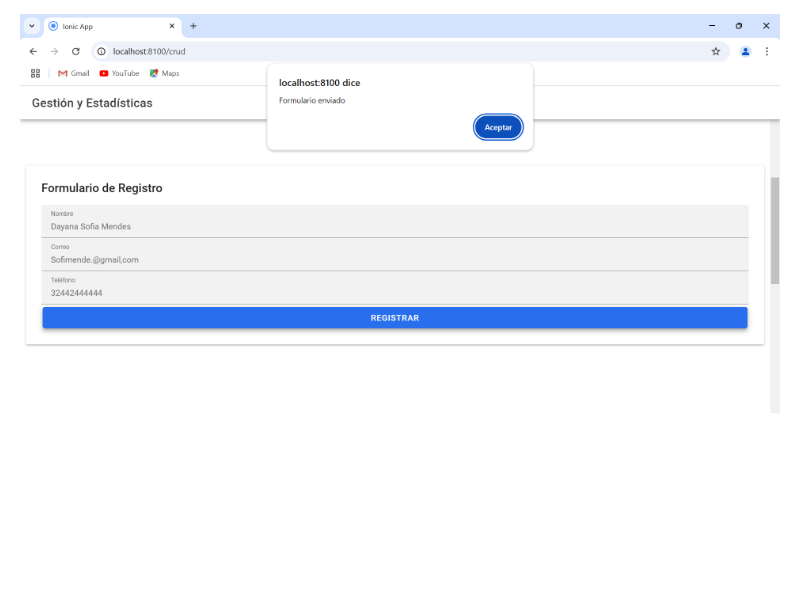 Ionic App
localhost:8100/crud
Gmail YouTube Maps
localhost:8100 dice
Formulario enviado
Aceptar
Gestión y Estadísticas
Formulario de Registro
Nombre
Dayana Sofia Mendes
Correo
Sofimende.@gmail,com
Teléfono
32442444444
REGISTRAR